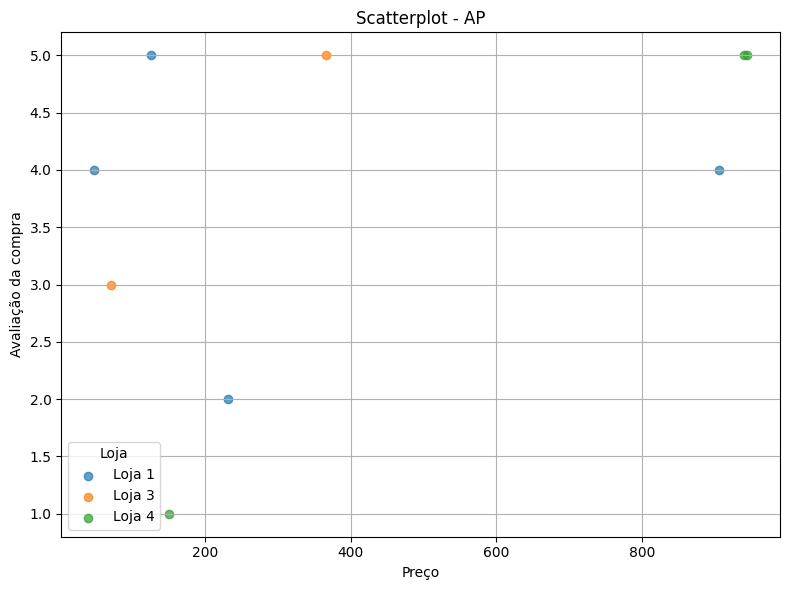 Scatterplot - AP
5.0
4.5
4.0
3.5
3.0
2.5
2.0
1.5
1.0
Avaliação da compra
Loja
Loja 1
Loja 3
Loja 4
200 400 600 800
Preço